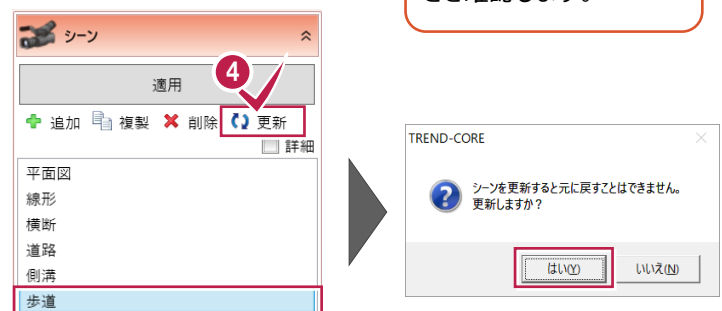 シーン
適用
4
追加 複製 削除 更新
詳細
平面図
線形
横断
道路
側溝
歩道
TREND-CORE
シーンを更新すると元に戻すことはできません。
更新しますか？
はい(Y) いいえ(N)